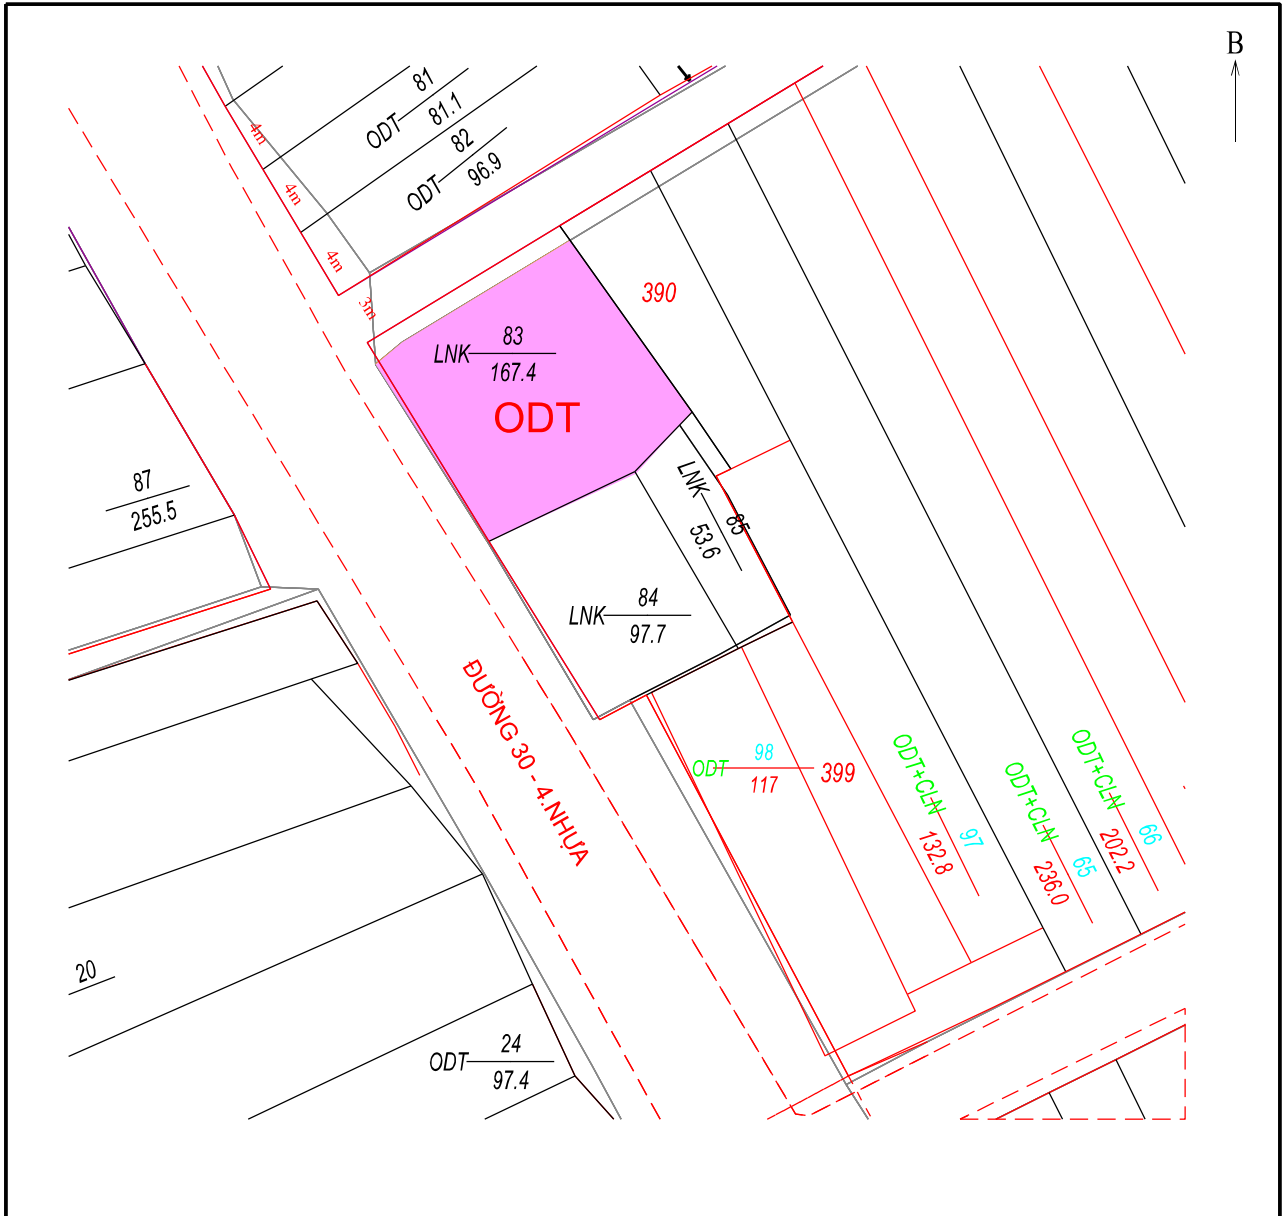 B
81
ODT
81.1
82
ODT
96.9
4m
4m
4m
3m
390
83
LNK
167.4
ODT
87
255.5
LNK
85
53.6
84
LNK
97.7
ĐƯỜNG 30 - 4.NHỰA
98
ODT
117
399
ODT+CLN
97
132.8
ODT+CLN
65
236.0
ODT+CLN
66
202.2
20
24
ODT
97.4